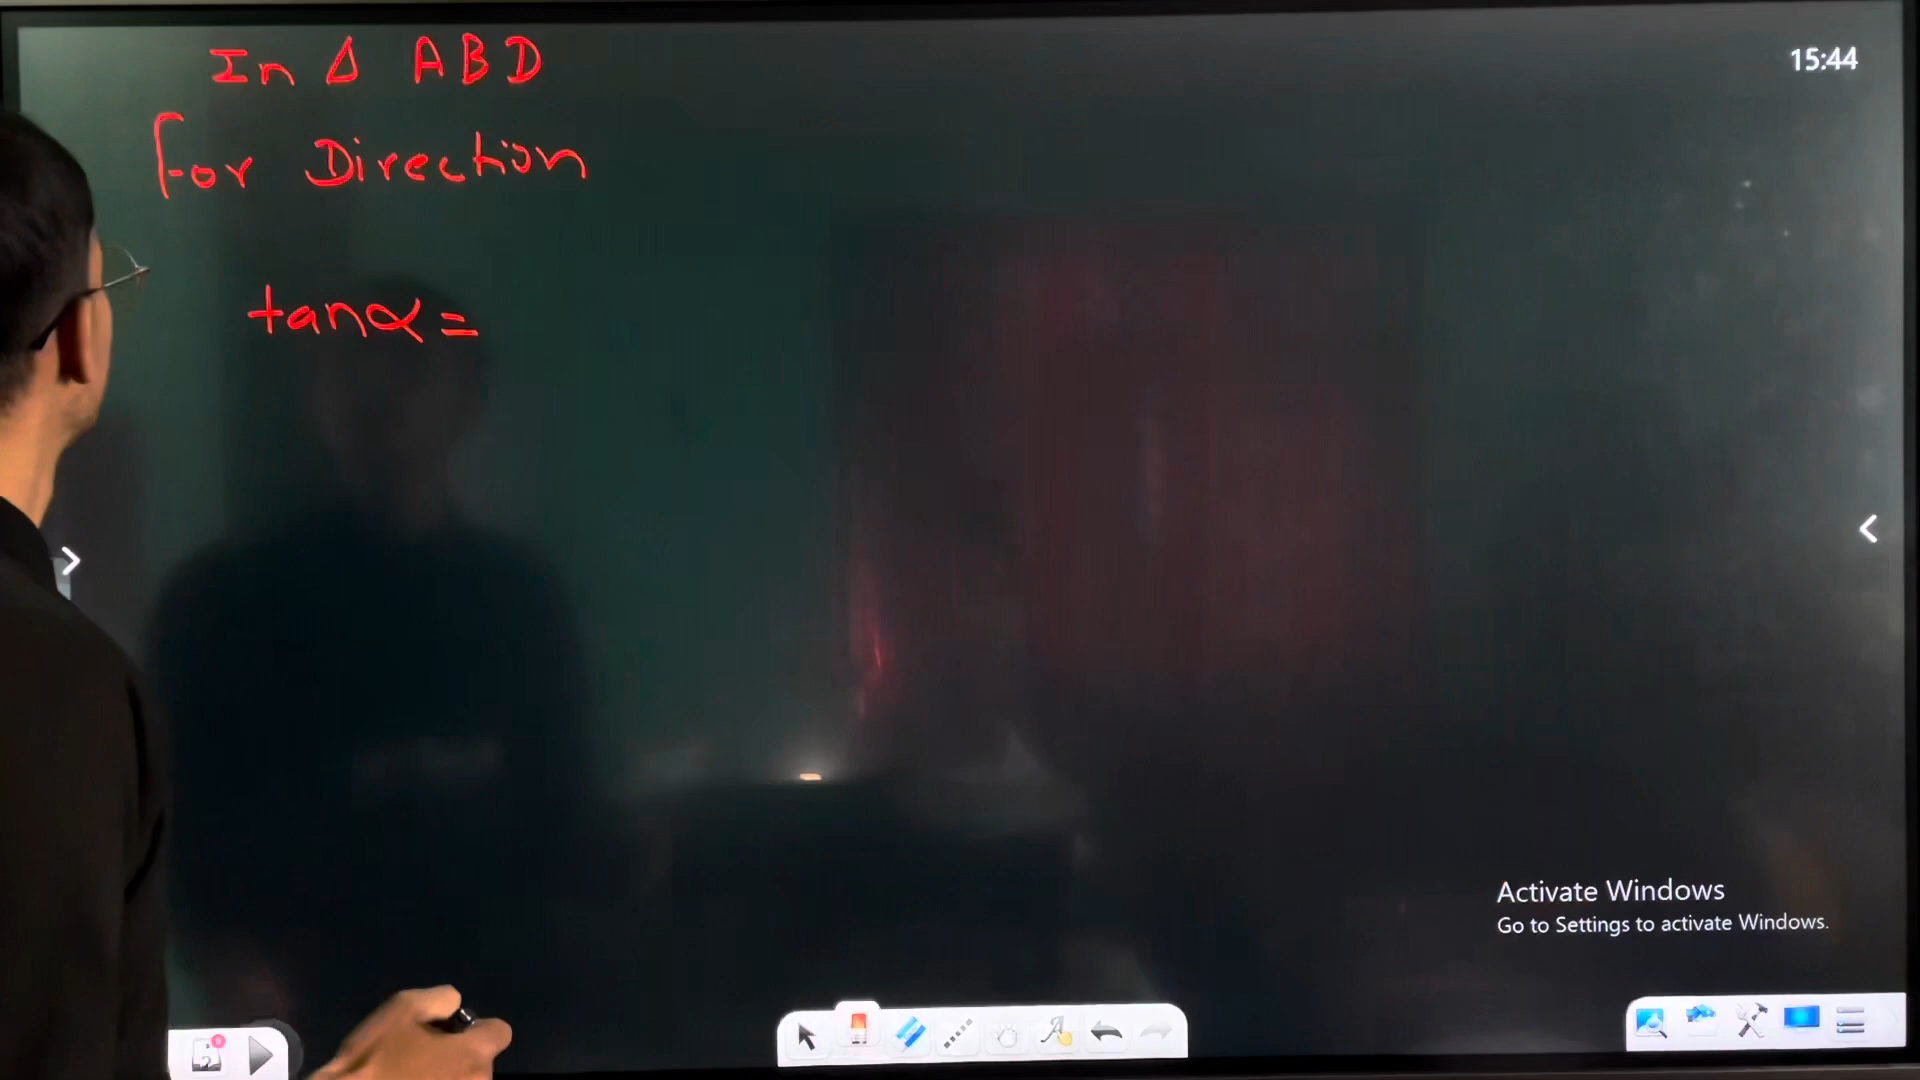 In Δ ABD
15:44
For Direction
tanα =
Activate Windows
Go to Settings to activate Windows.